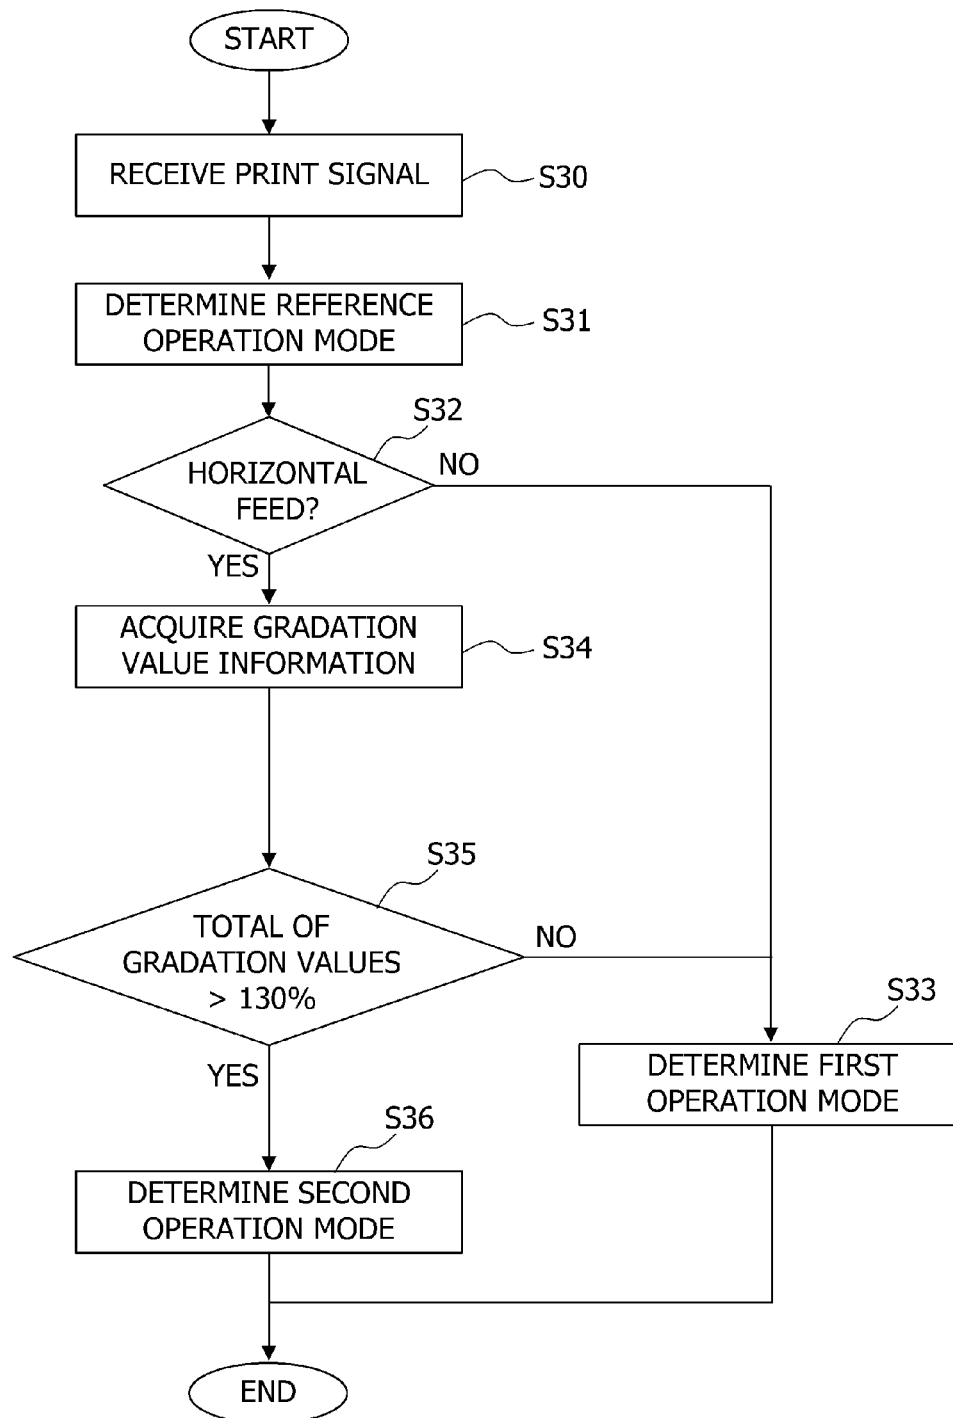 START
RECEIVE PRINT SIGNAL
S30
DETERMINE REFERENCE
OPERATION MODE
S31
S32
HORIZONTAL
FEED?
NO
YES
ACQUIRE GRADATION
VALUE INFORMATION
S34
S35
TOTAL OF
GRADATION VALUES
> 130%
NO
YES
S33
DETERMINE FIRST
OPERATION MODE
S36
DETERMINE SECOND
OPERATION MODE
END